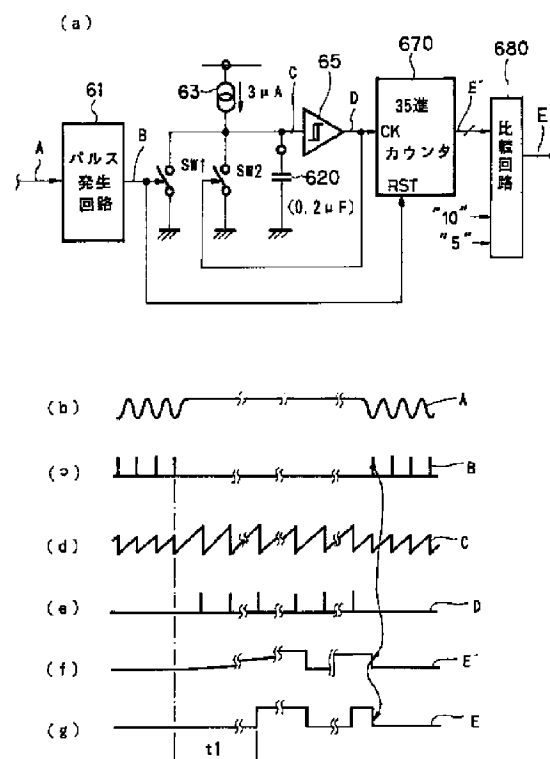 (a)
670
680
61
63
3μA
C
65
D
35進
カウンタ
CK
RST
E´
E
比較回路
A
パルス
発生
回路
B
SW1
SW2
620
(0.2μF)
"10"
"5"
(b)
A
(c)
B
(d)
C
(e)
D
(f)
E´
(g)
E
t1